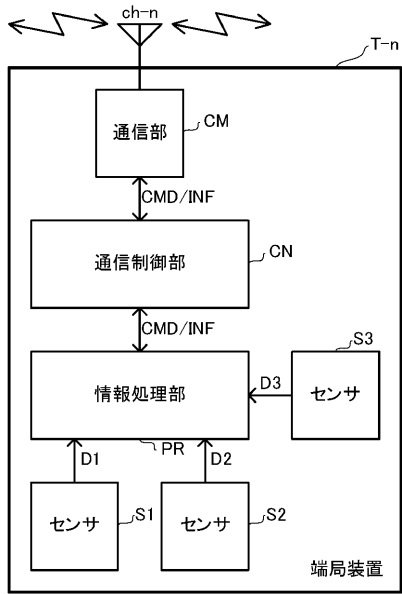 ch-n
T-n
通信部
CM
CMD/INF
通信制御部
CN
CMD/INF
S3
情報処理部
D3
センサ
PR
D1
D2
センサ
S1
センサ
S2
端局装置